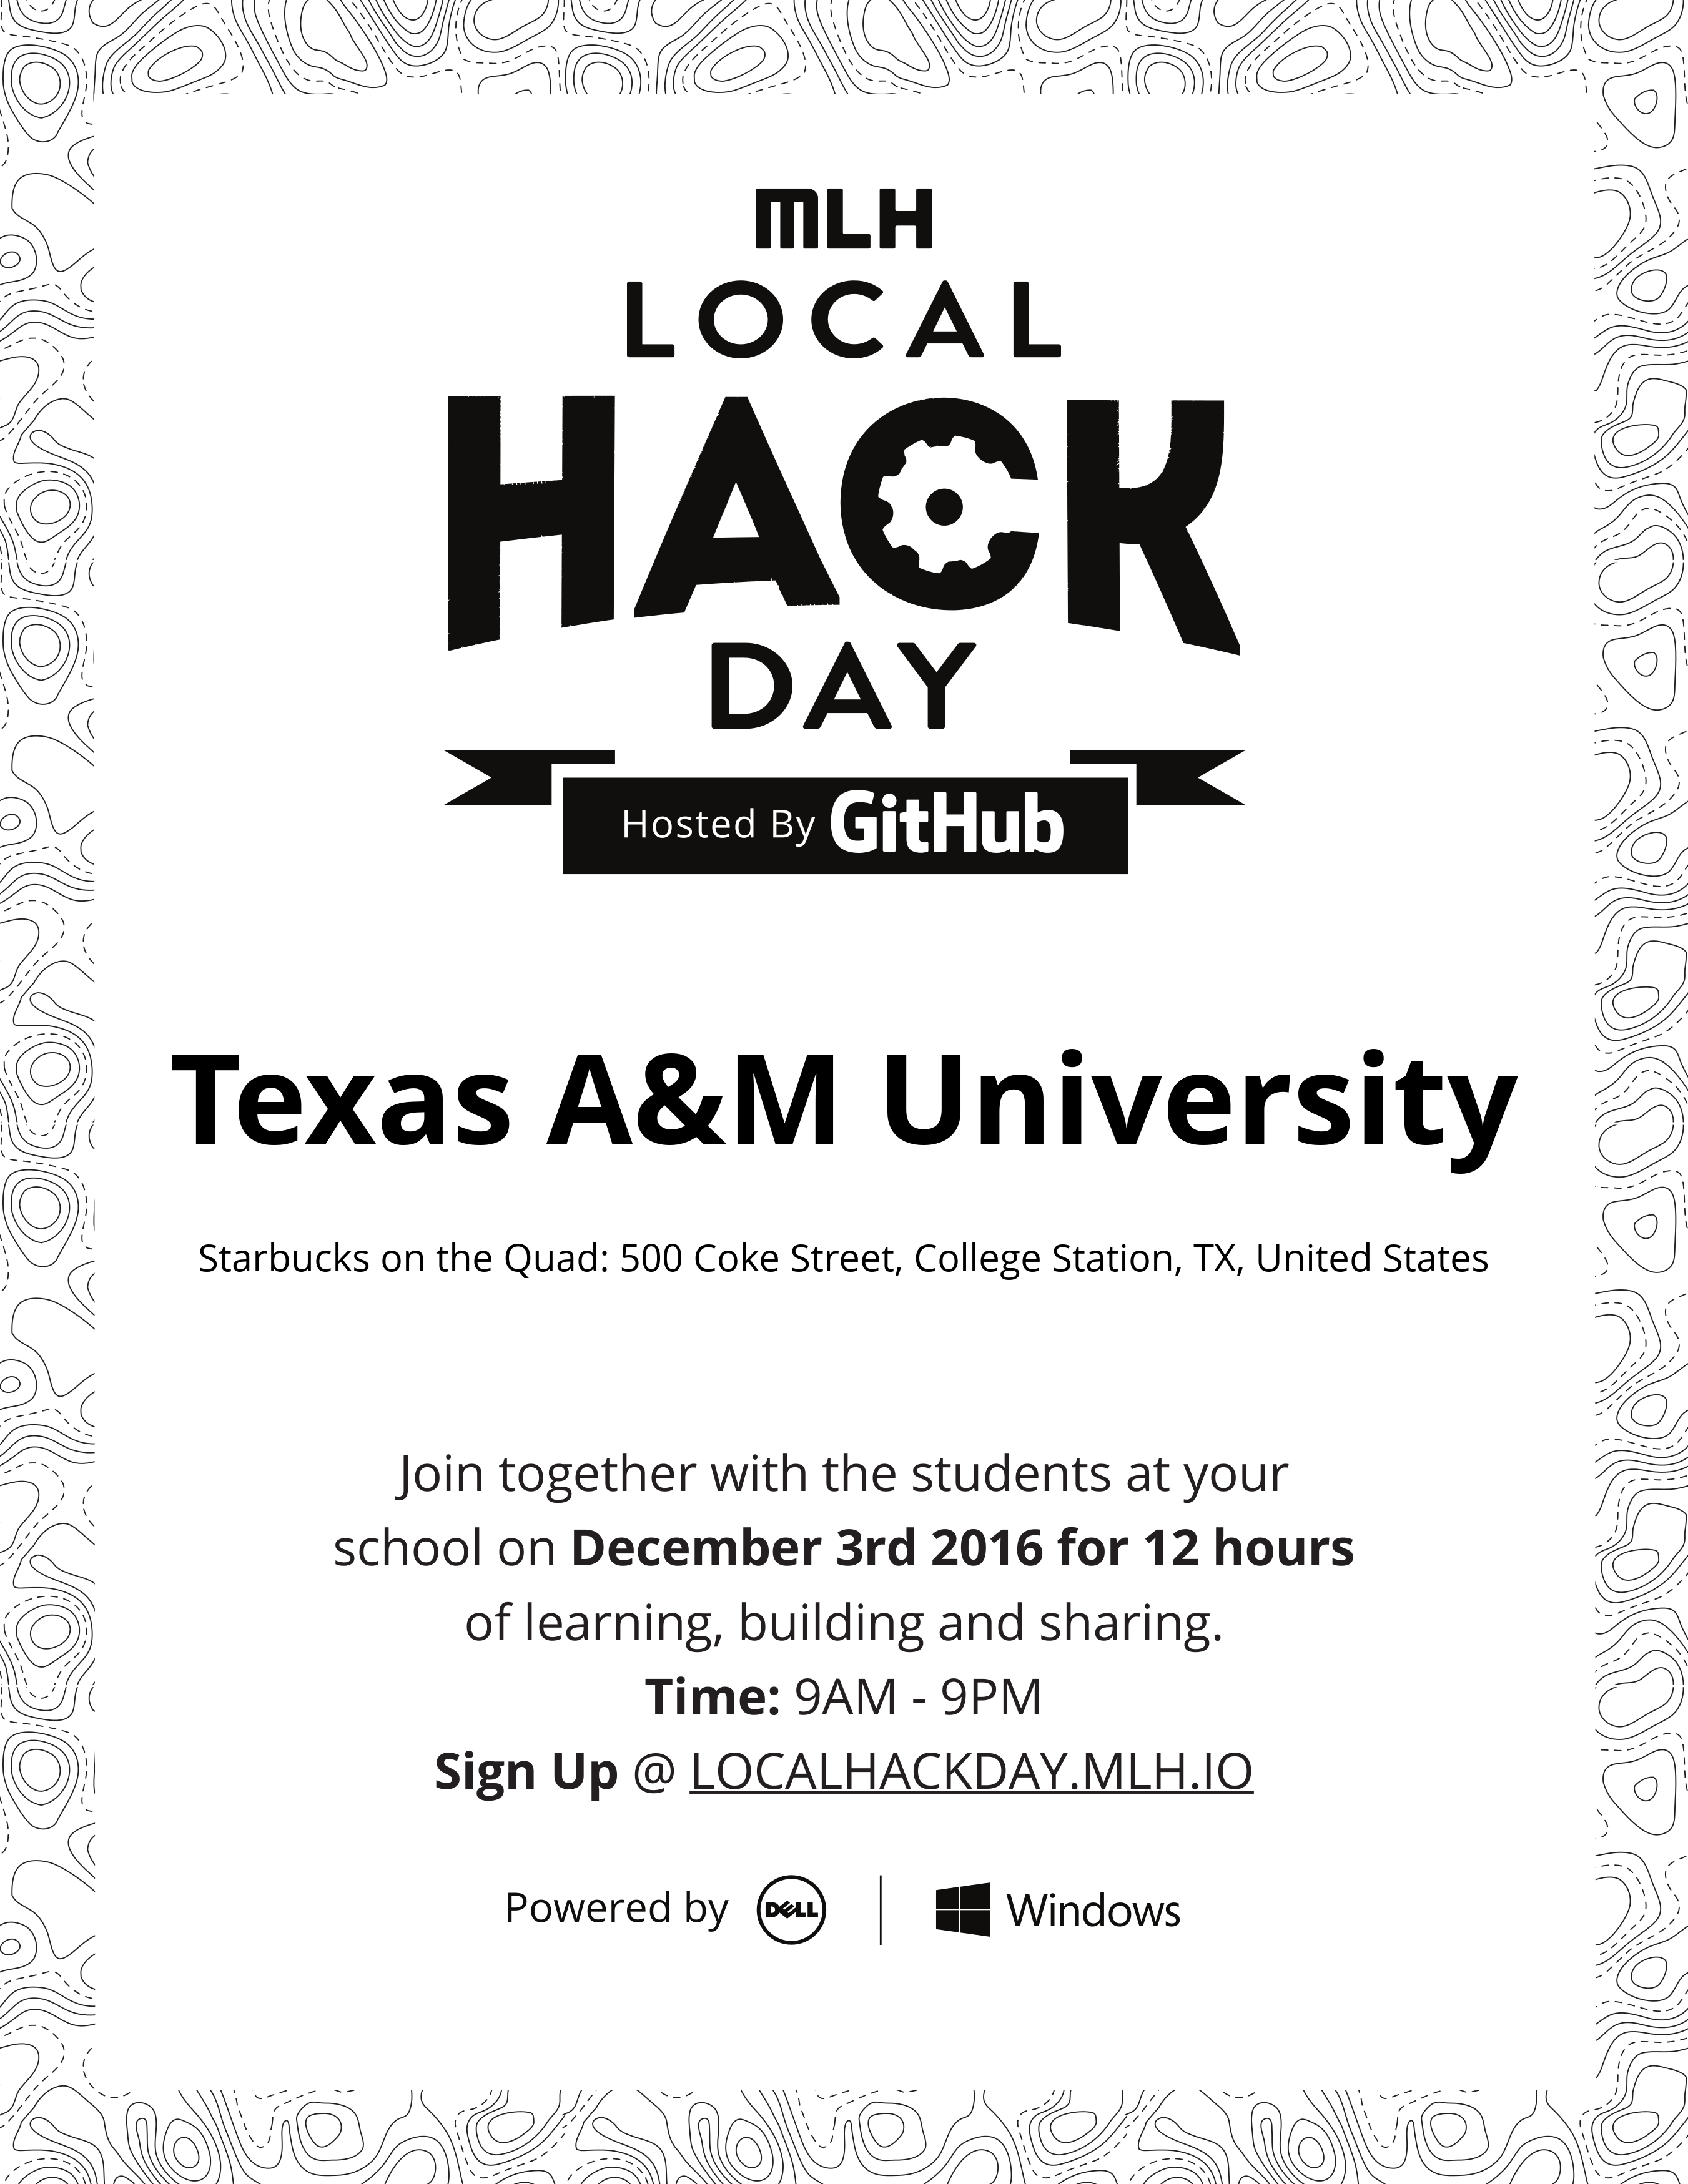 MLH
LOCAL
HACK
DAY
Hosted By GitHub
Texas A&M University
Starbucks on the Quad: 500 Coke Street, College Station, TX, United States
Join together with the students at your
school on December 3rd 2016 for 12 hours
of learning, building and sharing.
Time: 9AM - 9PM
Sign Up @ LOCALHACKDAY.MLH.IO
Powered by DELL | Windows